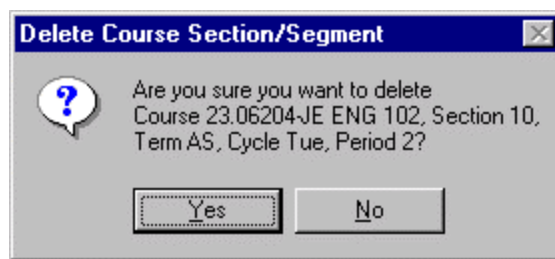 Delete Course Section/Segment
Are you sure you want to delete
Course 23.06204-JE ENG 102, Section 10,
Term AS, Cycle Tue, Period 2?
Yes
No